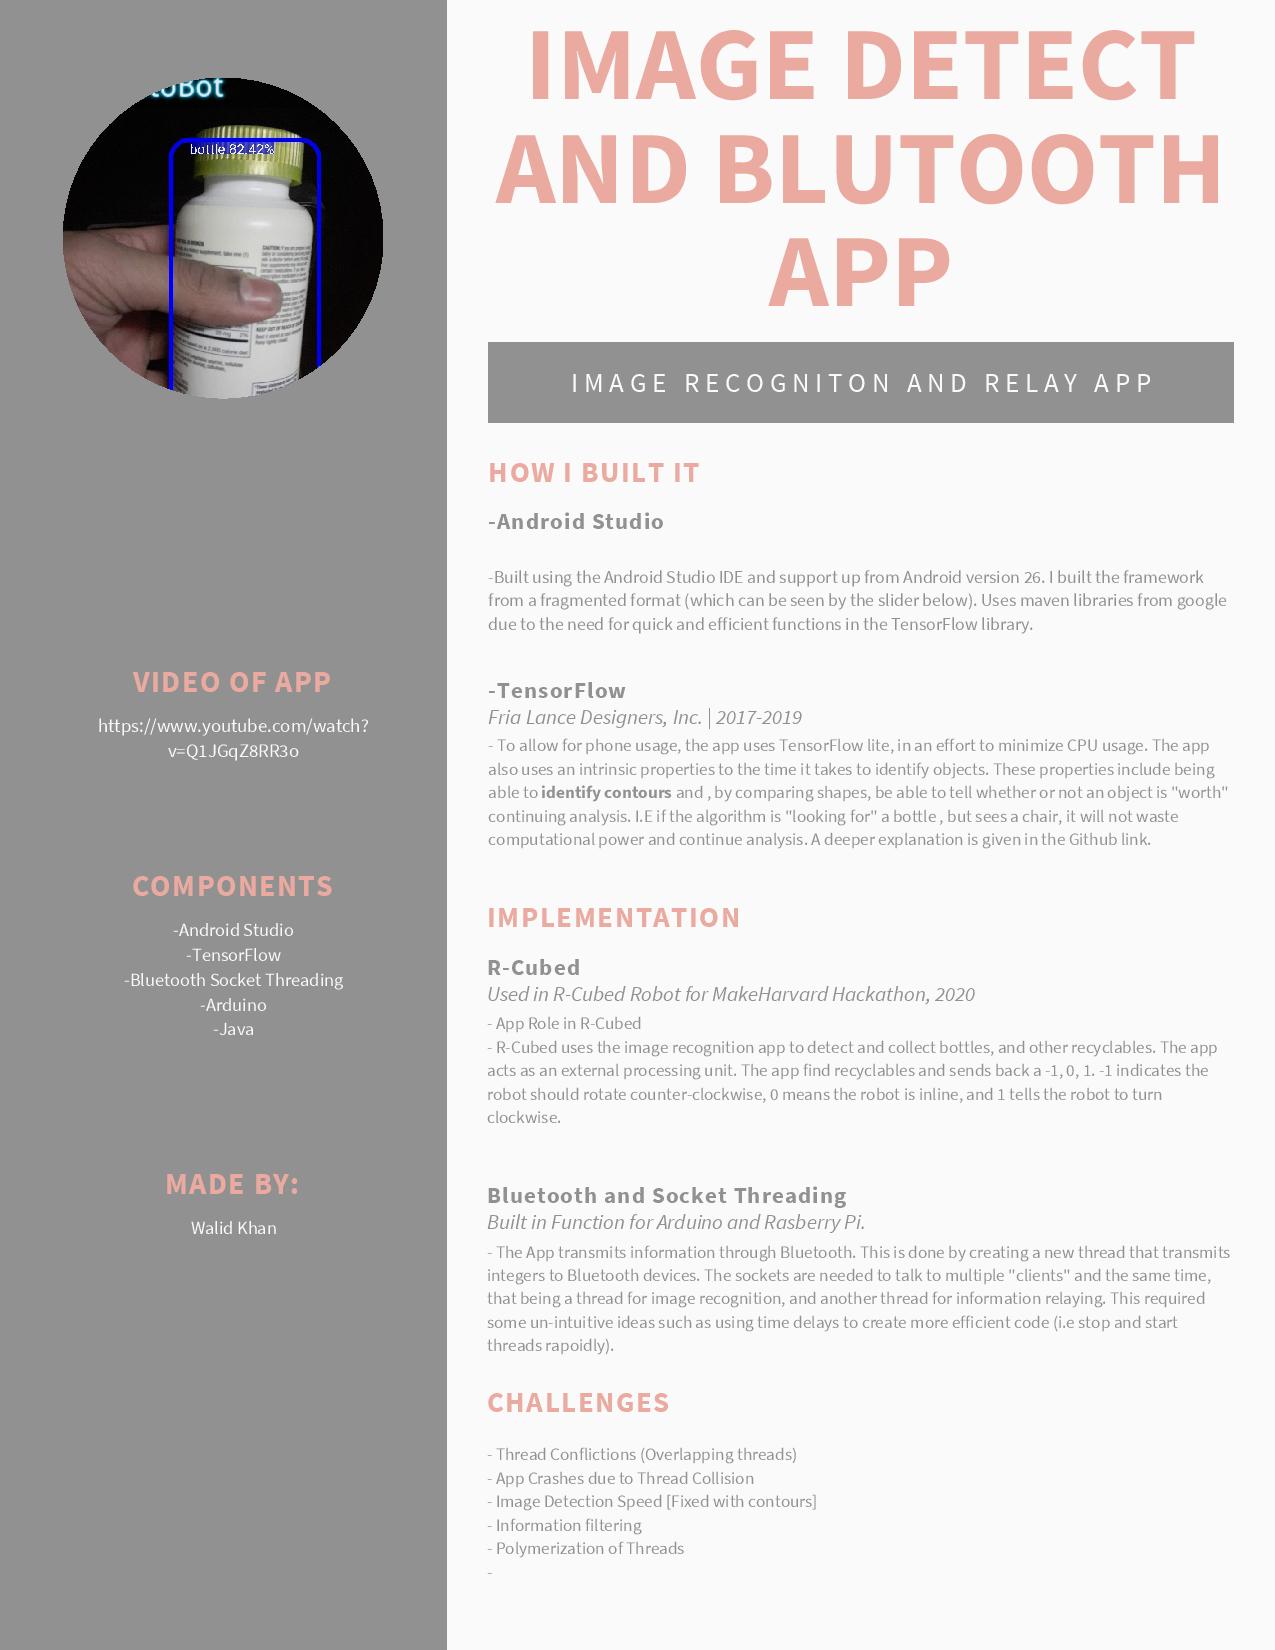 toBot
bottle 82.42%
VIDEO OF APP
https://www.youtube.com/watch?
v=Q1JGqZ8RR3o
COMPONENTS
-Android Studio
-TensorFlow
-Bluetooth Socket Threading
-Arduino
-Java
MADE BY:
Walid Khan
IMAGE DETECT
AND BLUTOOTH
APP
IMAGE RECOGNITON AND RELAY APP
HOW I BUILT IT
-Android Studio
-Built using the Android Studio IDE and support up from Android version 26. I built the framework
from a fragmented format (which can be seen by the slider below). Uses maven libraries from google
due to the need for quick and efficient functions in the TensorFlow library.
-TensorFlow
Fria Lance Designers, Inc. | 2017-2019
- To allow for phone usage, the app uses TensorFlow lite, in an effort to minimize CPU usage. The app
also uses an intrinsic properties to the time it takes to identify objects. These properties include being
able to identify contours and , by comparing shapes, be able to tell whether or not an object is "worth"
continuing analysis. I.E if the algorithm is "looking for" a bottle , but sees a chair, it will not waste
computational power and continue analysis. A deeper explanation is given in the Github link.
IMPLEMENTATION
R-Cubed
Used in R-Cubed Robot for MakeHarvard Hackathon, 2020
- App Role in R-Cubed
- R-Cubed uses the image recognition app to detect and collect bottles, and other recyclables. The app
acts as an external processing unit. The app find recyclables and sends back a -1, 0, 1. -1 indicates the
robot should rotate counter-clockwise, 0 means the robot is inline, and 1 tells the robot to turn
clockwise.
Bluetooth and Socket Threading
Built in Function for Arduino and Rasberry Pi.
- The App transmits information through Bluetooth. This is done by creating a new thread that transmits
integers to Bluetooth devices. The sockets are needed to talk to multiple "clients" and the same time,
that being a thread for image recognition, and another thread for information relaying. This required
some un-intuitive ideas such as using time delays to create more efficient code (i.e stop and start
threads rapoidly).
CHALLENGES
- Thread Conflictions (Overlapping threads)
- App Crashes due to Thread Collision
- Image Detection Speed [Fixed with contours]
- Information filtering
- Polymerization of Threads
-